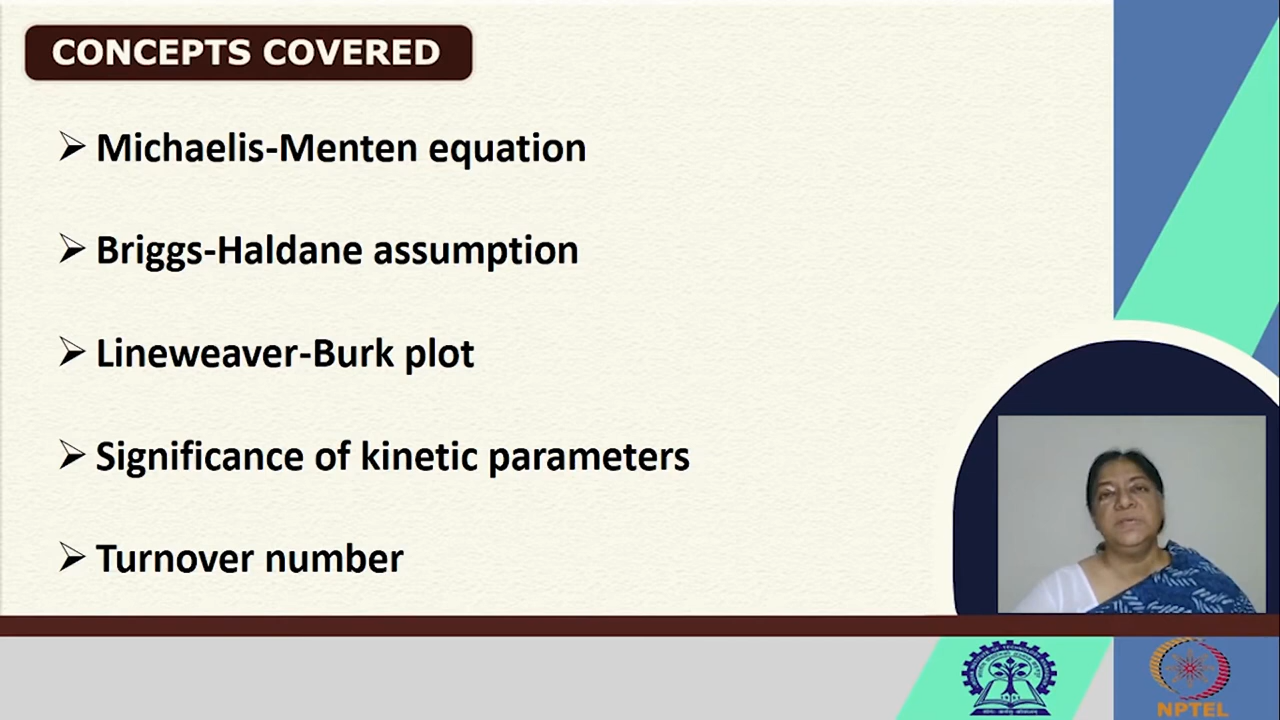 CONCEPTS COVERED
➢ Michaelis-Menten equation
➢ Briggs-Haldane assumption
➢ Lineweaver-Burk plot
➢ Significance of kinetic parameters
➢ Turnover number
NPTEL